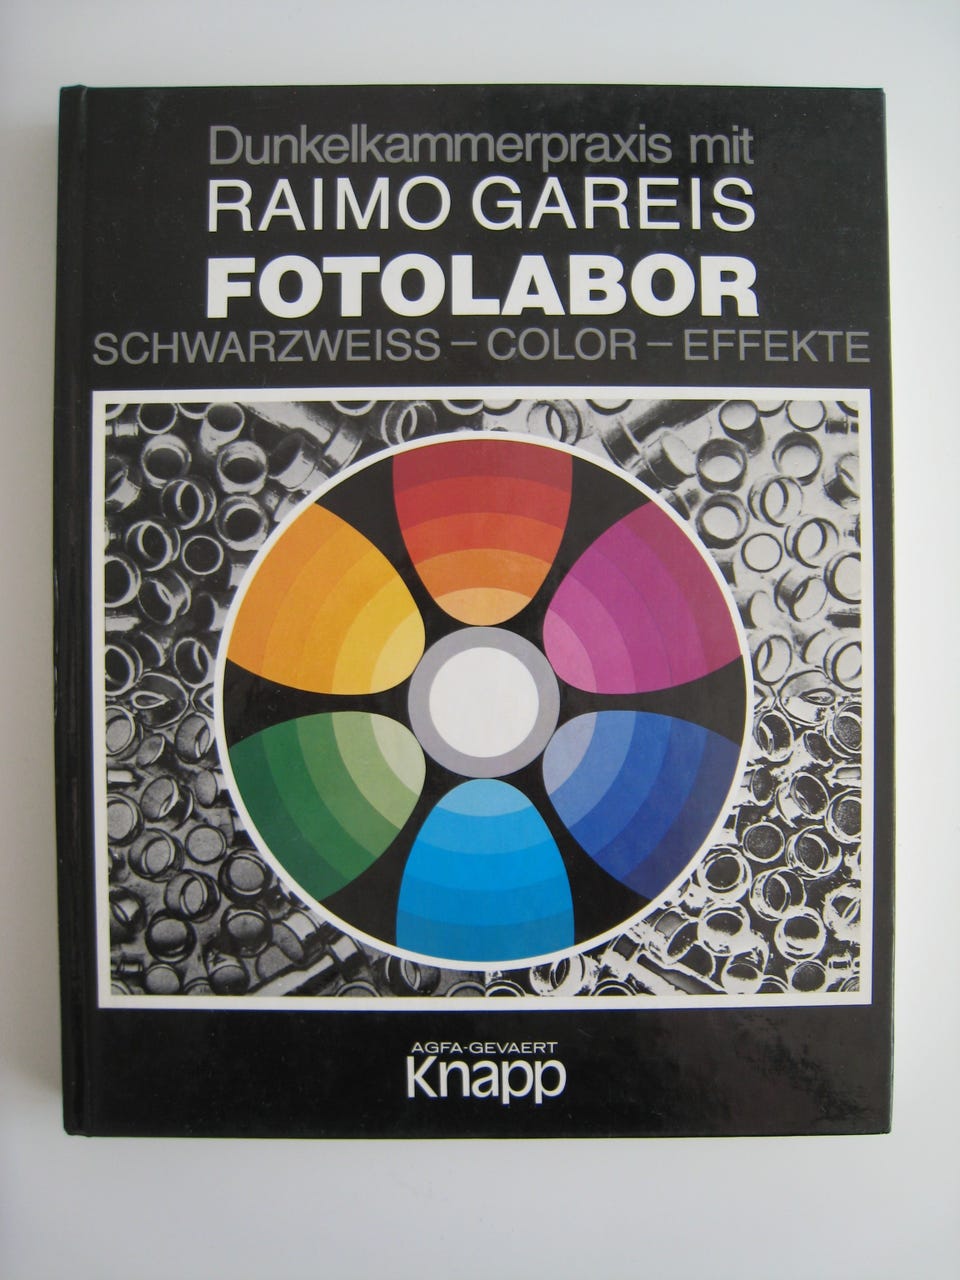 Dunkelkammerpraxis mit
RAIMO GAREIS
FOTOLABOR
SCHWARZWEISS – COLOR – EFFEKTE
AGFA-GEVAERT
Knapp